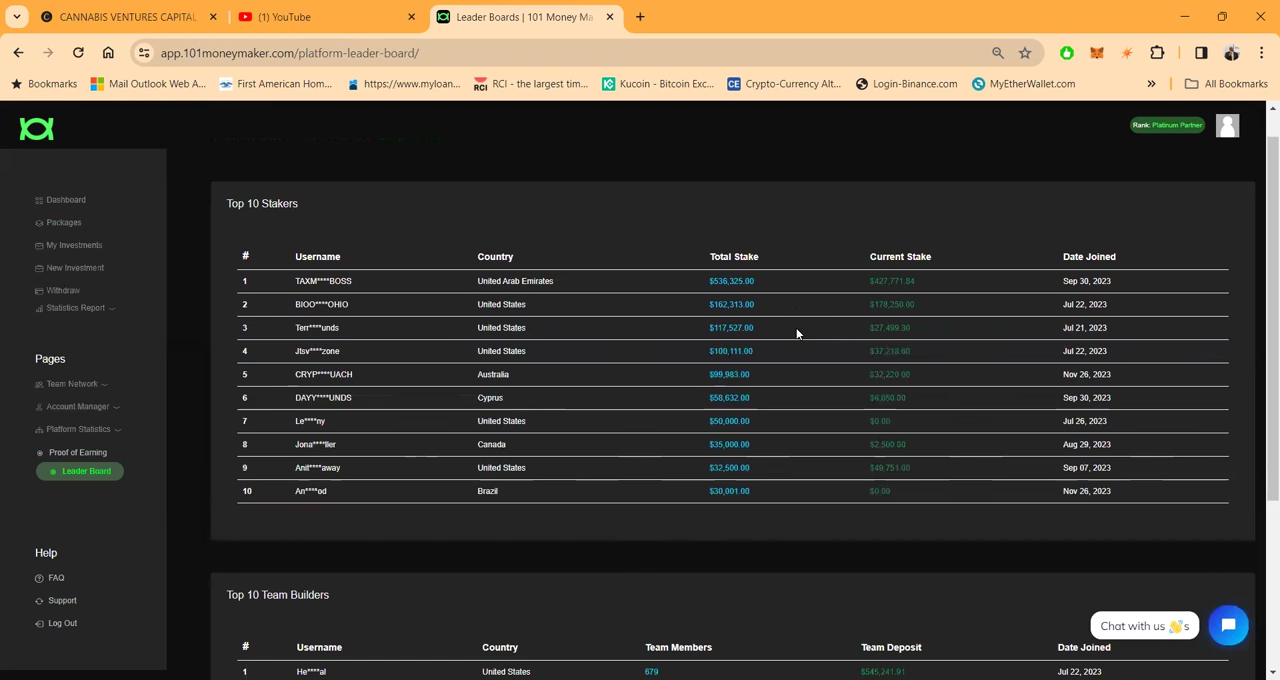 CANNABIS VENTURES CAPITAL
(1) YouTube
Leader Boards | 101 Money Ma
app.101moneymaker.com/platform-leader-board/
Bookmarks Mail Outlook Web A... First American Hom... https://www.myloan... RCI - the largest tim... Kucoin - Bitcoin Exc... Crypto-Currency Alt... Login-Binance.com MyEtherWallet.com » All Bookmarks
Rank: Platinum Partner
Dashboard
Packages
My Investments
New Investment
Withdraw
Statistics Report
Pages
Team Network
Account Manager
Platform Statistics
Proof of Earning
Leader Board
Help
FAQ
Support
Log Out
Top 10 Stakers
# Username Country Total Stake Current Stake Date Joined
1 TAXM****BOSS United Arab Emirates $536,325.00 $427,771.84 Sep 30, 2023
2 BIOO****OHIO United States $162,313.00 $178,250.00 Jul 22, 2023
3 Terr****unds United States $117,527.00 $27,499.30 Jul 21, 2023
4 Jtsv****zone United States $100,111.00 $37,218.60 Jul 22, 2023
5 CRYP****UACH Australia $99,983.00 $32,220.00 Nov 26, 2023
6 DAYY****UNDS Cyprus $58,632.00 $6,050.00 Sep 30, 2023
7 Le****ny United States $50,000.00 $0.00 Jul 26, 2023
8 Jona****ller Canada $35,000.00 $2,500.00 Aug 29, 2023
9 Anit****away United States $32,500.00 $49,751.00 Sep 07, 2023
10 An****od Brazil $30,001.00 $0.00 Nov 26, 2023
Top 10 Team Builders
# Username Country Team Members Team Deposit Date Joined
1 He****al United States 679 $545,241.91 Jul 22, 2023
Chat with us 👋s